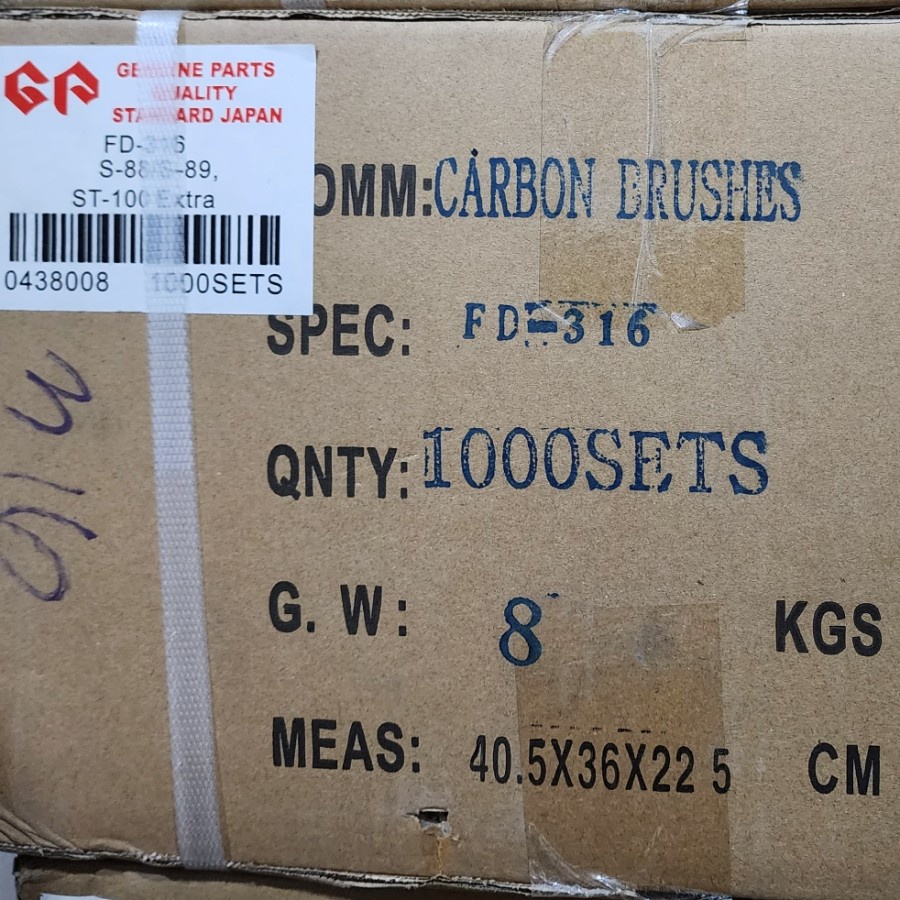 GP GENUINE PARTS
QUALITY
STANDARD JAPAN
FD-316
S-88/S-89,
ST-100 Extra
0438008 1000SETS
COMM: CARBON BRUSHES
SPEC: FD-316
QNTY: 1000SETS
G. W: 8 KGS
MEAS: 40.5X36X22 5 CM
316